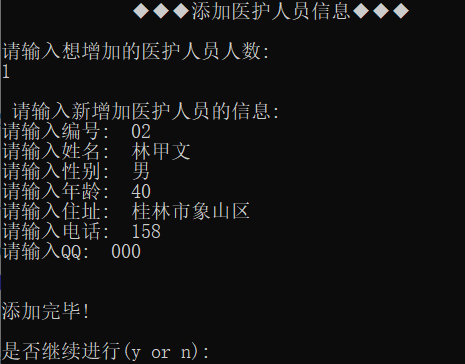 ◆◆◆添加医护人员信息◆◆◆
请输入想增加的医护人员人数:
1
请输入新增加医护人员的信息:
请输入编号: 02
请输入姓名: 林甲文
请输入性别: 男
请输入年龄: 40
请输入住址: 桂林市象山区
请输入电话: 158
请输入QQ: 000
添加完毕!
是否继续进行(y or n):